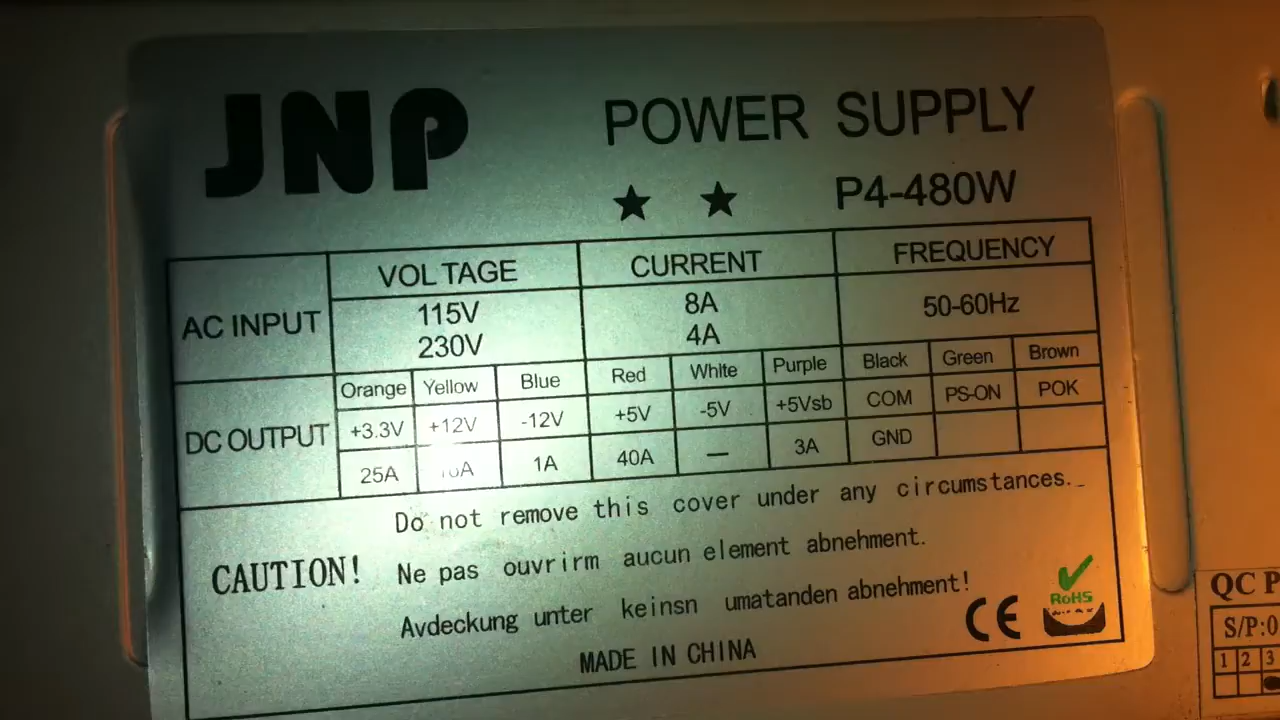 JNP
POWER SUPPLY
P4-480W
VOLTAGE CURRENT FREQUENCY
AC INPUT
115V 8A 50-60Hz
230V 4A
Orange Yellow Blue Red White Purple Black Green Brown
DC OUTPUT
+3.3V +12V -12V +5V -5V +5Vsb COM PS-ON POK
25A 1A 40A — 3A GND
Do not remove this cover under any circumstances.
CAUTION! Ne pas ouvrirm aucun element abnehment.
Avdeckung unter keinsn umatanden abnehment!
MADE IN CHINA
CE
RoHS
QC P
S/P:0
1 2 3